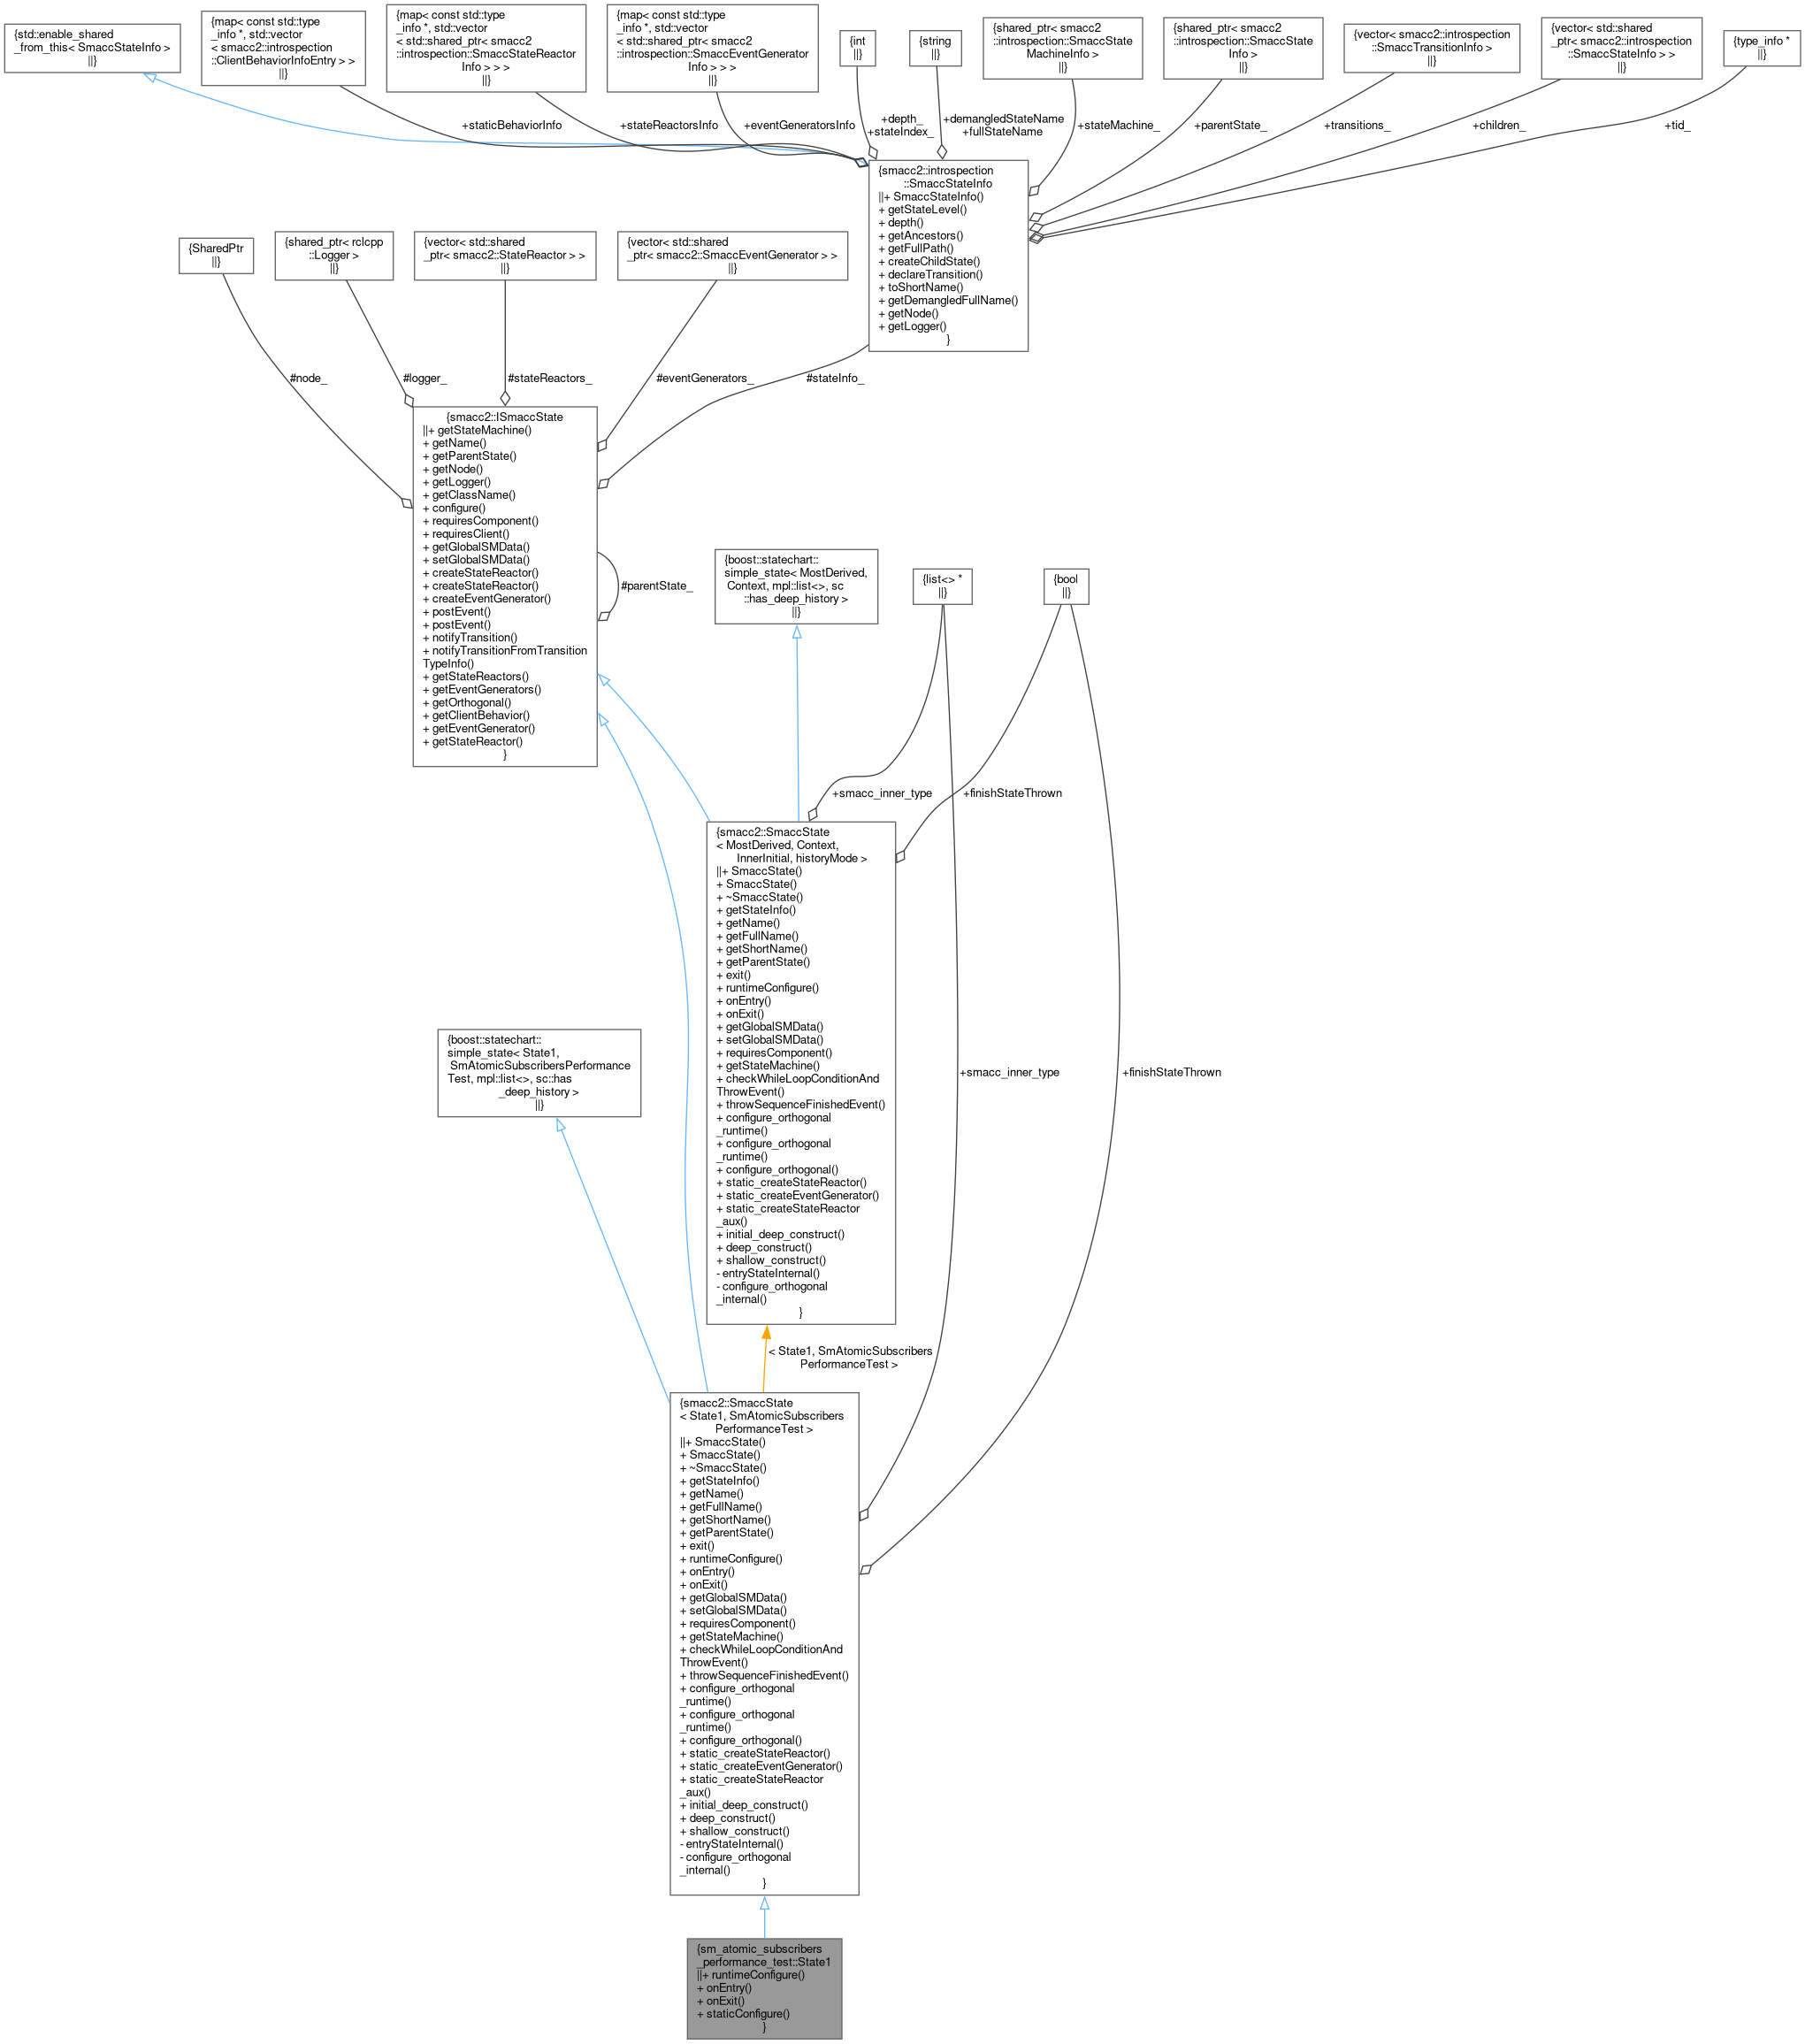 {std::enable_shared
_from_this< SmaccStateInfo >
||}
{map< const std::type
_info *, std::vector
< smacc2::introspection
::ClientBehaviorInfoEntry > >
||}
{map< const std::type
_info *, std::vector
< std::shared_ptr< smacc2
::introspection::SmaccStateReactor
Info > > >
||}
{map< const std::type
_info *, std::vector
< std::shared_ptr< smacc2
::introspection::SmaccEventGenerator
Info > > >
||}
{int
||}
{string
||}
{shared_ptr< smacc2
::introspection::SmaccState
MachineInfo >
||}
{shared_ptr< smacc2
::introspection::SmaccState
Info >
||}
{vector< smacc2::introspection
::SmaccTransitionInfo >
||}
{vector< std::shared
_ptr< smacc2::introspection
::SmaccStateInfo > >
||}
{type_info *
||}
+staticBehaviorInfo
+stateReactorsInfo
+eventGeneratorsInfo
+depth_
+stateIndex_
+demangledStateName
+fullStateName
+stateMachine_
+parentState_
+transitions_
+children_
+tid_
{smacc2::introspection
::SmaccStateInfo
||+ SmaccStateInfo()
+ getStateLevel()
+ depth()
+ getAncestors()
+ getFullPath()
+ createChildState()
+ declareTransition()
+ toShortName()
+ getDemangledFullName()
+ getNode()
+ getLogger()
}
{SharedPtr
||}
{shared_ptr< rclcpp
::Logger >
||}
{vector< std::shared
_ptr< smacc2::StateReactor > >
||}
{vector< std::shared
_ptr< smacc2::SmaccEventGenerator > >
||}
#node_
#logger_
#stateReactors_
#eventGenerators_
#stateInfo_
{smacc2::ISmaccState
||+ getStateMachine()
+ getName()
+ getParentState()
+ getNode()
+ getLogger()
+ getClassName()
+ configure()
+ requiresComponent()
+ requiresClient()
+ getGlobalSMData()
+ setGlobalSMData()
+ createStateReactor()
+ createStateReactor()
+ createEventGenerator()
+ postEvent()
+ postEvent()
+ notifyTransition()
+ notifyTransitionFromTransition
TypeInfo()
+ getStateReactors()
+ getEventGenerators()
+ getOrthogonal()
+ getClientBehavior()
+ getEventGenerator()
+ getStateReactor()
}
#parentState_
{boost::statechart::
simple_state< MostDerived,
Context, mpl::list<>, sc
::has_deep_history >
||}
{list<> *
||}
{bool
||}
+smacc_inner_type
+finishStateThrown
{smacc2::SmaccState
< MostDerived, Context,
InnerInitial, historyMode >
||+ SmaccState()
+ SmaccState()
+ ~SmaccState()
+ getStateInfo()
+ getName()
+ getFullName()
+ getShortName()
+ getParentState()
+ exit()
+ runtimeConfigure()
+ onEntry()
+ onExit()
+ getGlobalSMData()
+ setGlobalSMData()
+ requiresComponent()
+ getStateMachine()
+ checkWhileLoopConditionAnd
ThrowEvent()
+ throwSequenceFinishedEvent()
+ configure_orthogonal
_runtime()
+ configure_orthogonal
_runtime()
+ configure_orthogonal()
+ static_createStateReactor()
+ static_createEventGenerator()
+ static_createStateReactor
_aux()
+ initial_deep_construct()
+ deep_construct()
+ shallow_construct()
- entryStateInternal()
- configure_orthogonal
_internal()
}
{boost::statechart::
simple_state< State1,
SmAtomicSubscribersPerformance
Test, mpl::list<>, sc::has
_deep_history >
||}
+smacc_inner_type
+finishStateThrown
< State1, SmAtomicSubscribers
PerformanceTest >
{smacc2::SmaccState
< State1, SmAtomicSubscribers
PerformanceTest >
||+ SmaccState()
+ SmaccState()
+ ~SmaccState()
+ getStateInfo()
+ getName()
+ getFullName()
+ getShortName()
+ getParentState()
+ exit()
+ runtimeConfigure()
+ onEntry()
+ onExit()
+ getGlobalSMData()
+ setGlobalSMData()
+ requiresComponent()
+ getStateMachine()
+ checkWhileLoopConditionAnd
ThrowEvent()
+ throwSequenceFinishedEvent()
+ configure_orthogonal
_runtime()
+ configure_orthogonal
_runtime()
+ configure_orthogonal()
+ static_createStateReactor()
+ static_createEventGenerator()
+ static_createStateReactor
_aux()
+ initial_deep_construct()
+ deep_construct()
+ shallow_construct()
- entryStateInternal()
- configure_orthogonal
_internal()
}
{sm_atomic_subscribers
_performance_test::State1
||+ runtimeConfigure()
+ onEntry()
+ onExit()
+ staticConfigure()
}